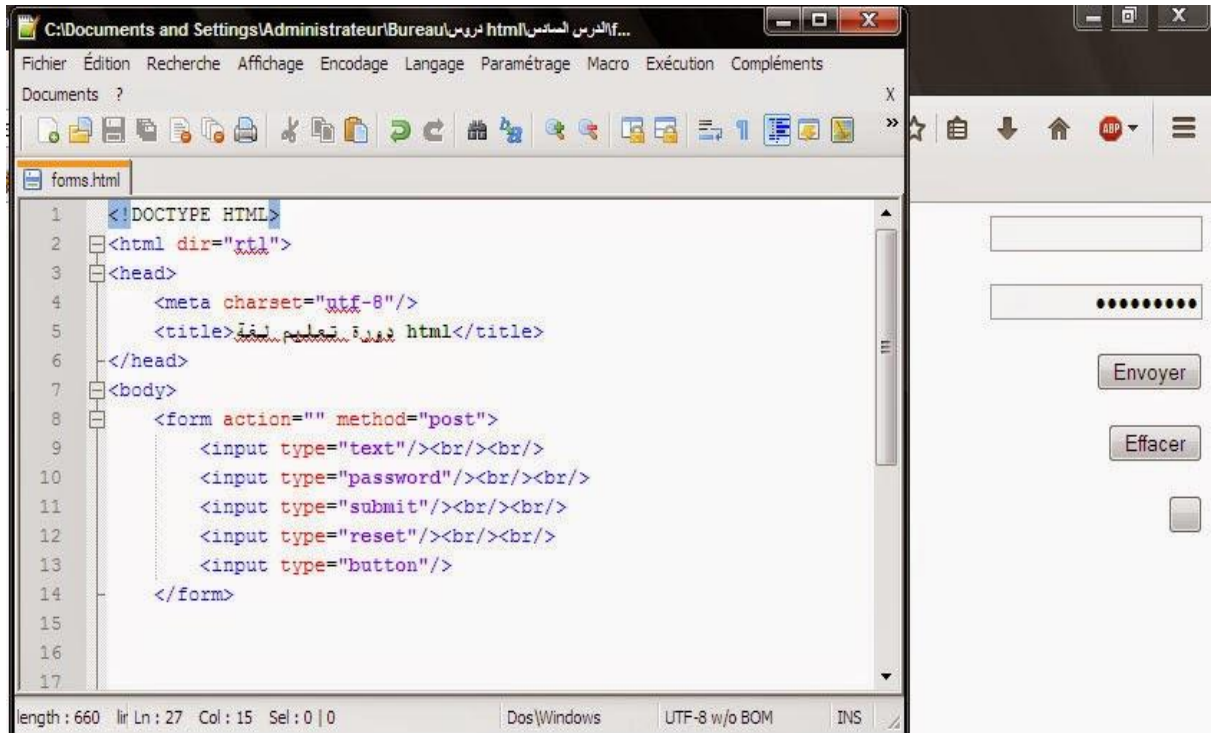 C:\Documents and Settings\Administrateur\Bureau\دروس html\الدرس السادس\f...
Fichier Édition Recherche Affichage Encodage Langage Paramétrage Macro Exécution Compléments
Documents ? X
forms.html
1 <!DOCTYPE HTML>
2 <html dir="rtl">
3 <head>
4 <meta charset="utf-8"/>
5 <title>دورة تعليم لغة html</title>
6 </head>
7 <body>
8 <form action="" method="post">
9 <input type="text"/><br/><br/>
10 <input type="password"/><br/><br/>
11 <input type="submit"/><br/><br/>
12 <input type="reset"/><br/><br/>
13 <input type="button"/>
14 </form>
15
16
17
length : 660 lir Ln : 27 Col : 15 Sel : 0 | 0 Dos\Windows UTF-8 w/o BOM INS
ABP
•••••••••
Envoyer
Effacer